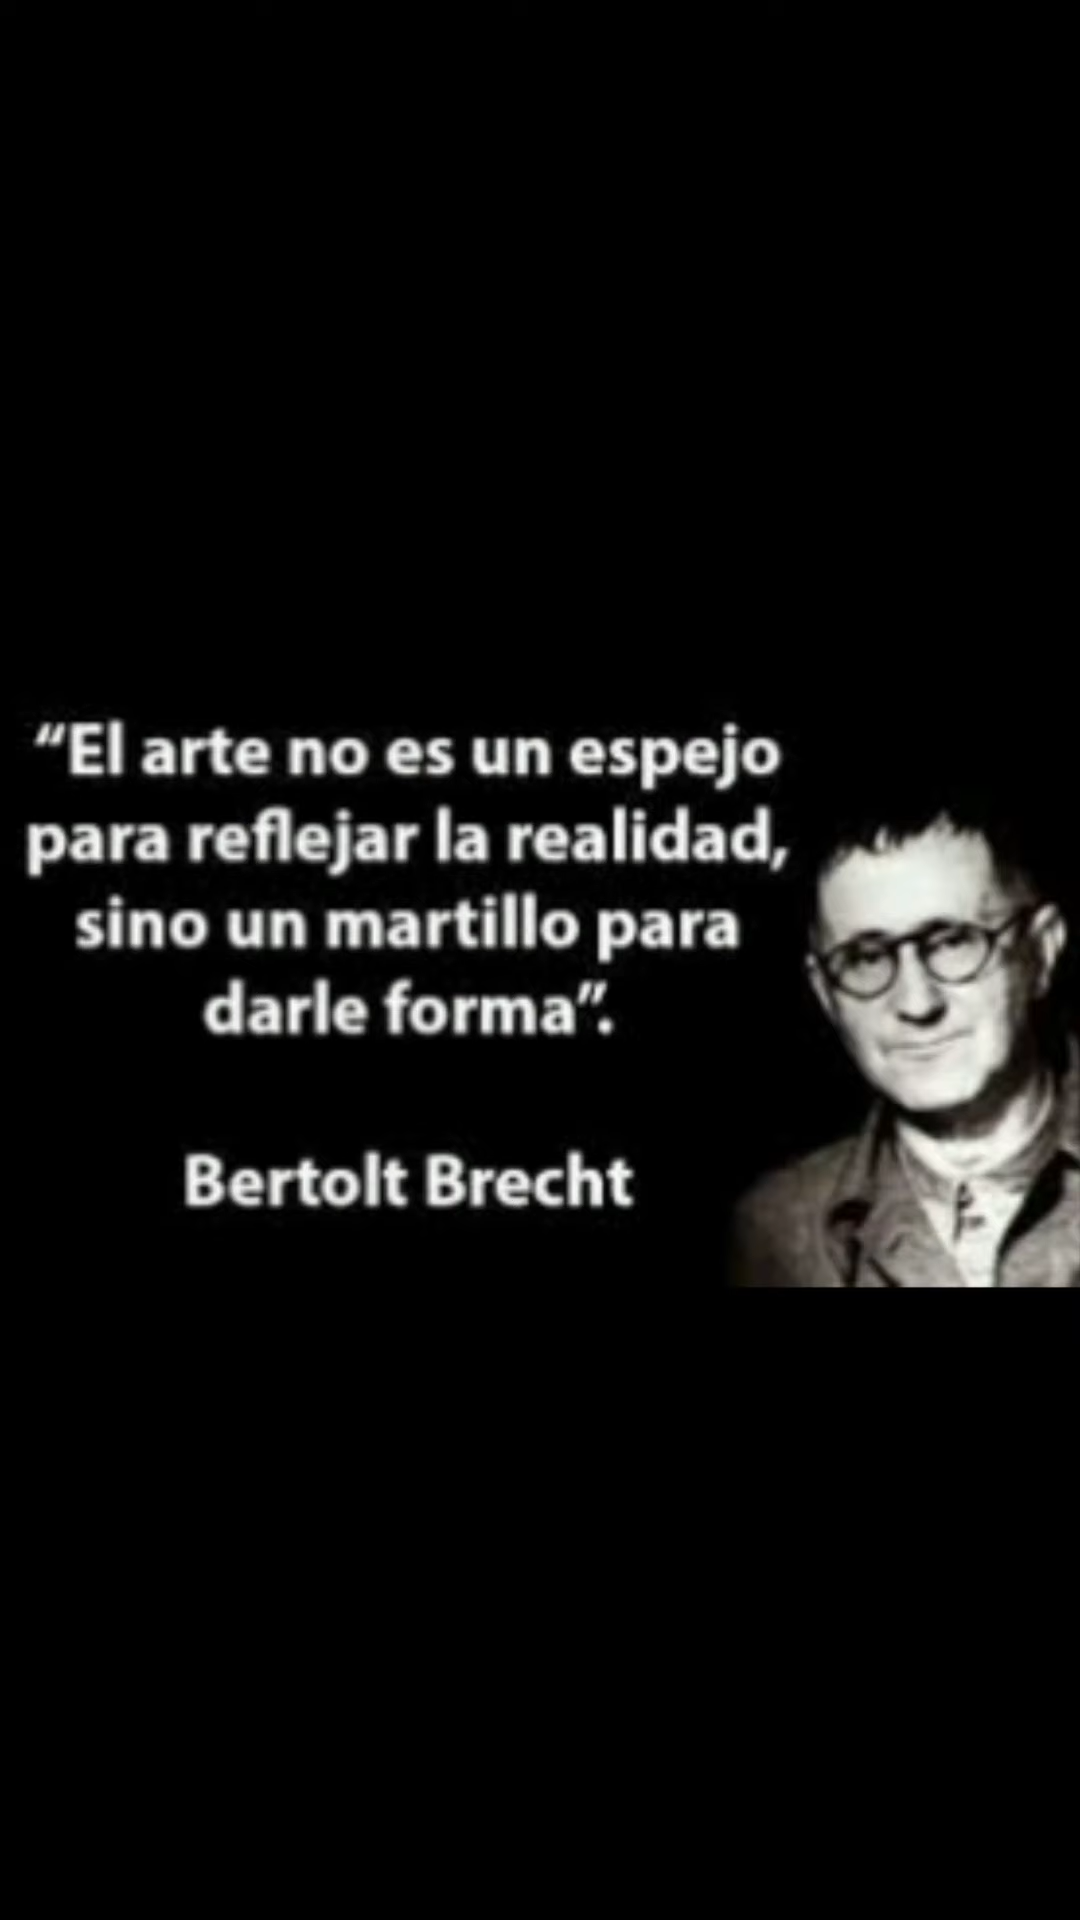 “El arte no es un espejo
para reflejar la realidad,
sino un martillo para
darle forma”.
Bertolt Brecht